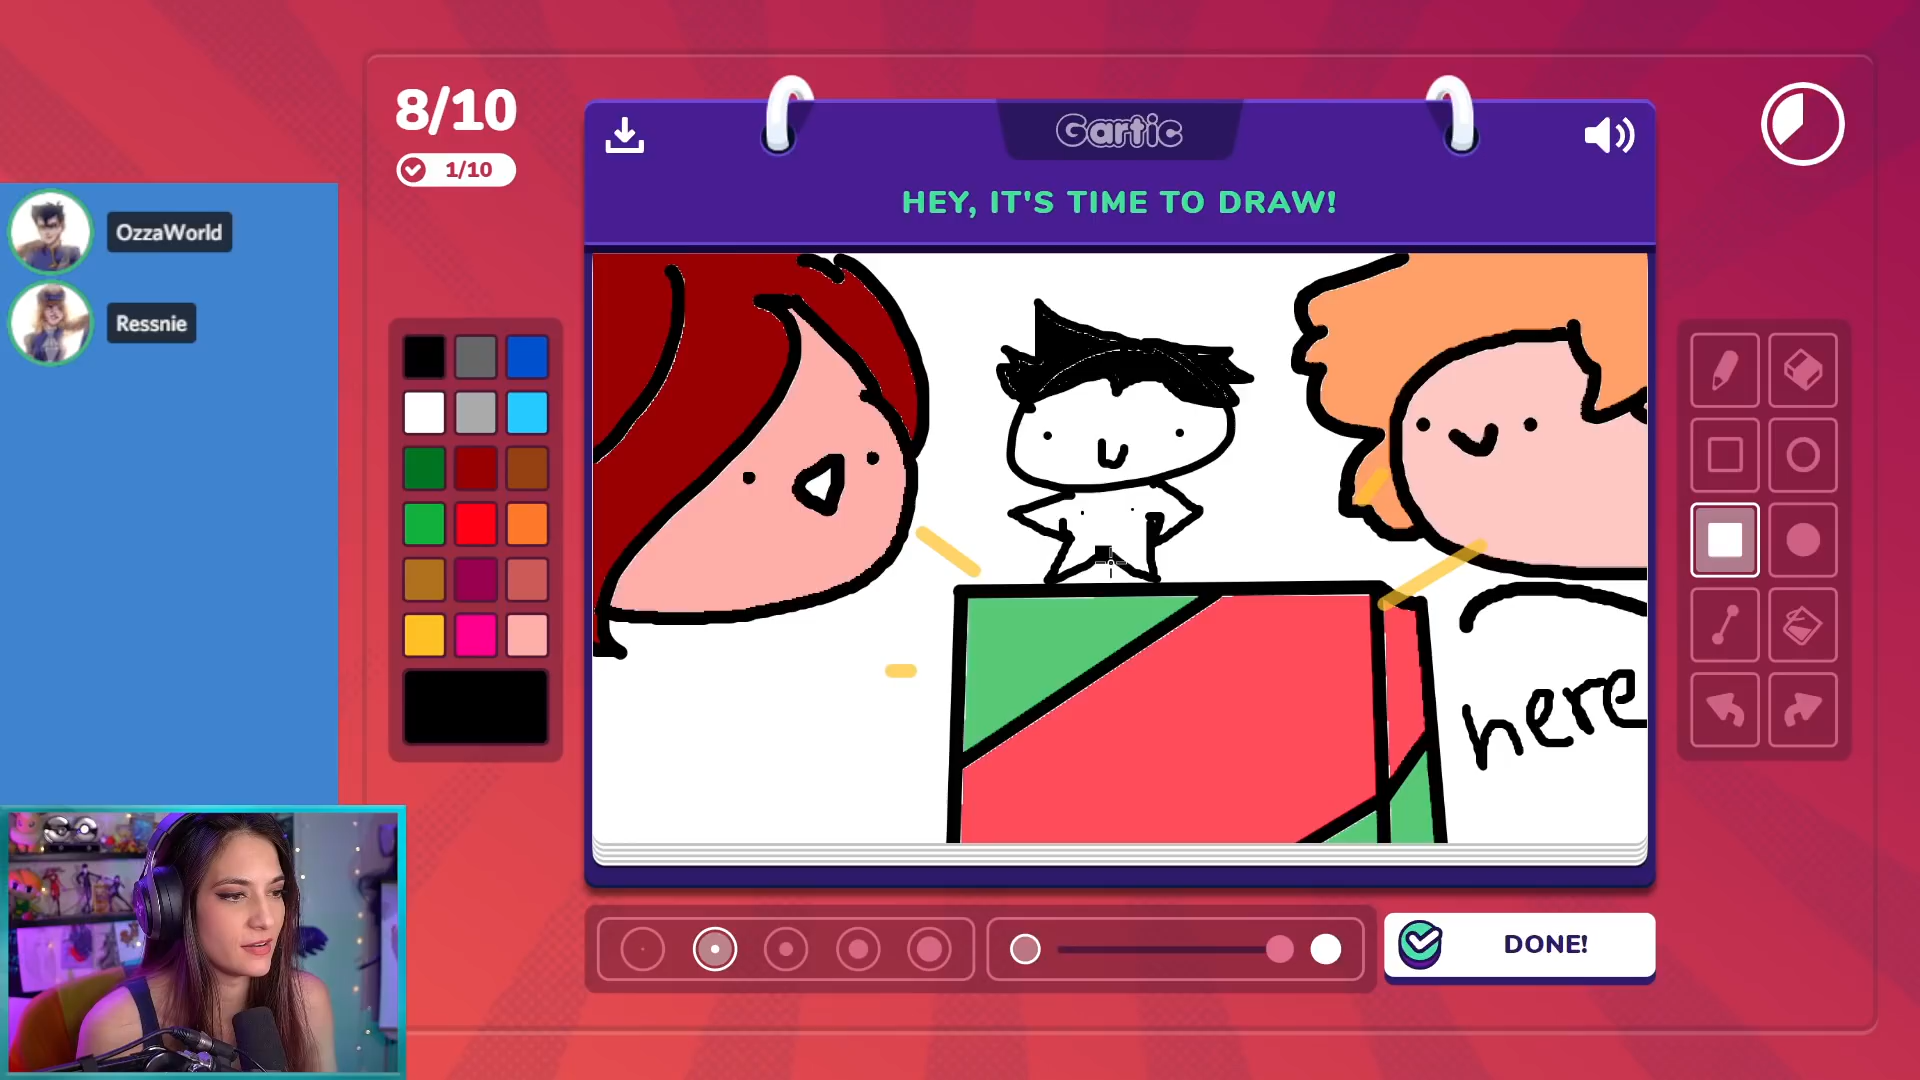 8/10
1/10
Gartic
HEY, IT'S TIME TO DRAW!
OzzaWorld
Ressnie
here
DONE!